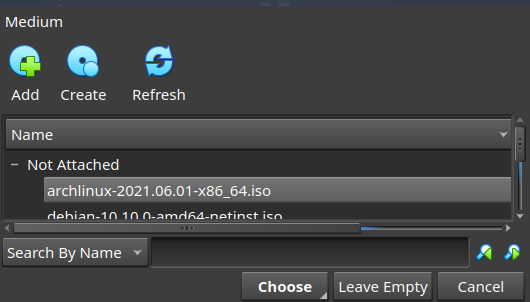 Medium
Add Create Refresh
Name
Not Attached
archlinux-2021.06.01-x86_64.iso
debian-10.10.0-amd64-netinst.iso
Search By Name
Choose Leave Empty Cancel